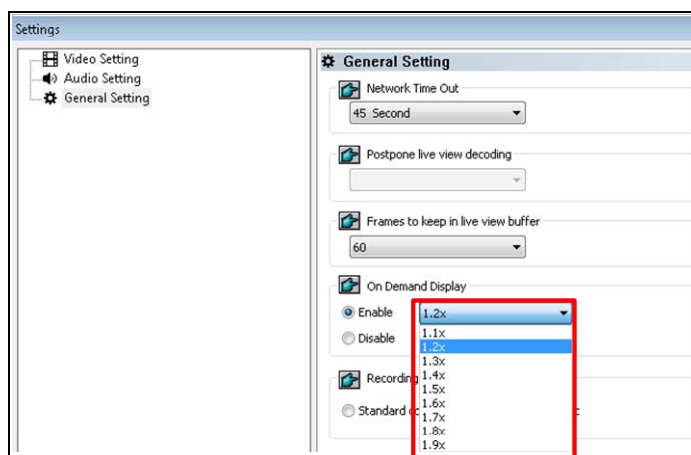 Settings
Video Setting
Audio Setting
General Setting
General Setting
Network Time Out
45 Second
Postpone live view decoding
Frames to keep in live view buffer
60
On Demand Display
Enable
1.2x
Disable
1.1x
1.2x
1.3x
1.4x
1.5x
1.6x
1.7x
1.8x
1.9x
Recording
Standard